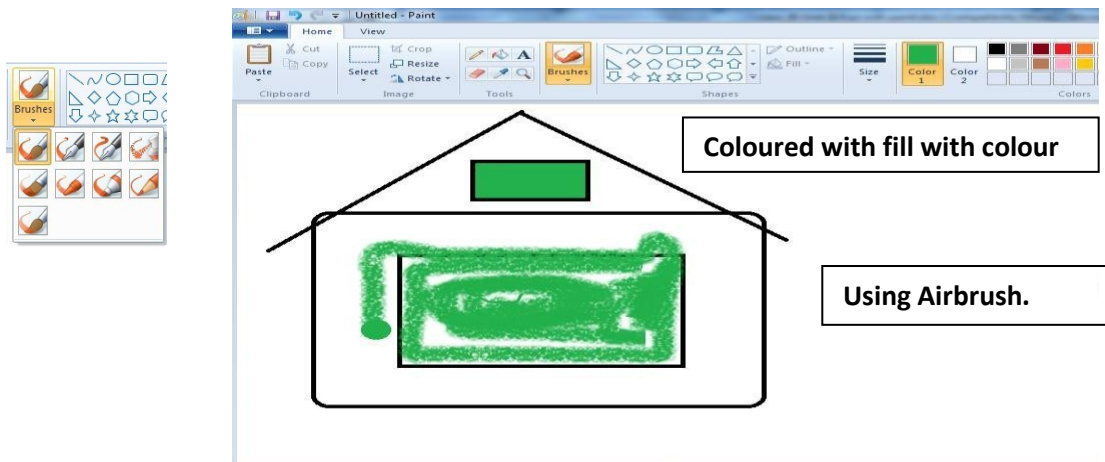 Untitled - Paint
Home View
Paste
Cut
Copy
Clipboard
Select
Crop
Resize
Rotate
Image
A
Tools
Brushes
Shapes
Outline
Fill
Size
Color
1
Color
2
Colors
Brushes
Coloured with fill with colour
Using Airbrush.